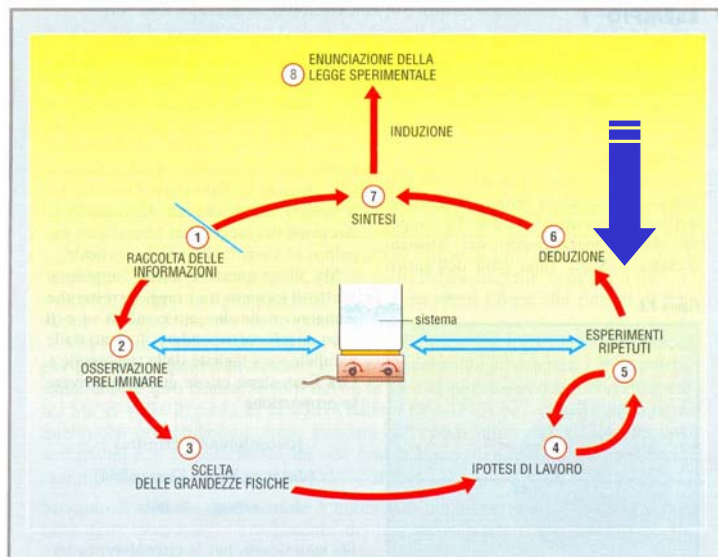 8
ENUNCIAZIONE DELLA
LEGGE SPERIMENTALE
INDUZIONE
7
SINTESI
1
RACCOLTA DELLE
INFORMAZIONI
6
DEDUZIONE
sistema
2
OSSERVAZIONE
PRELIMINARE
ESPERIMENTI
RIPETUTI
5
3
SCELTA
DELLE GRANDEZZE FISICHE
4
IPOTESI DI LAVORO